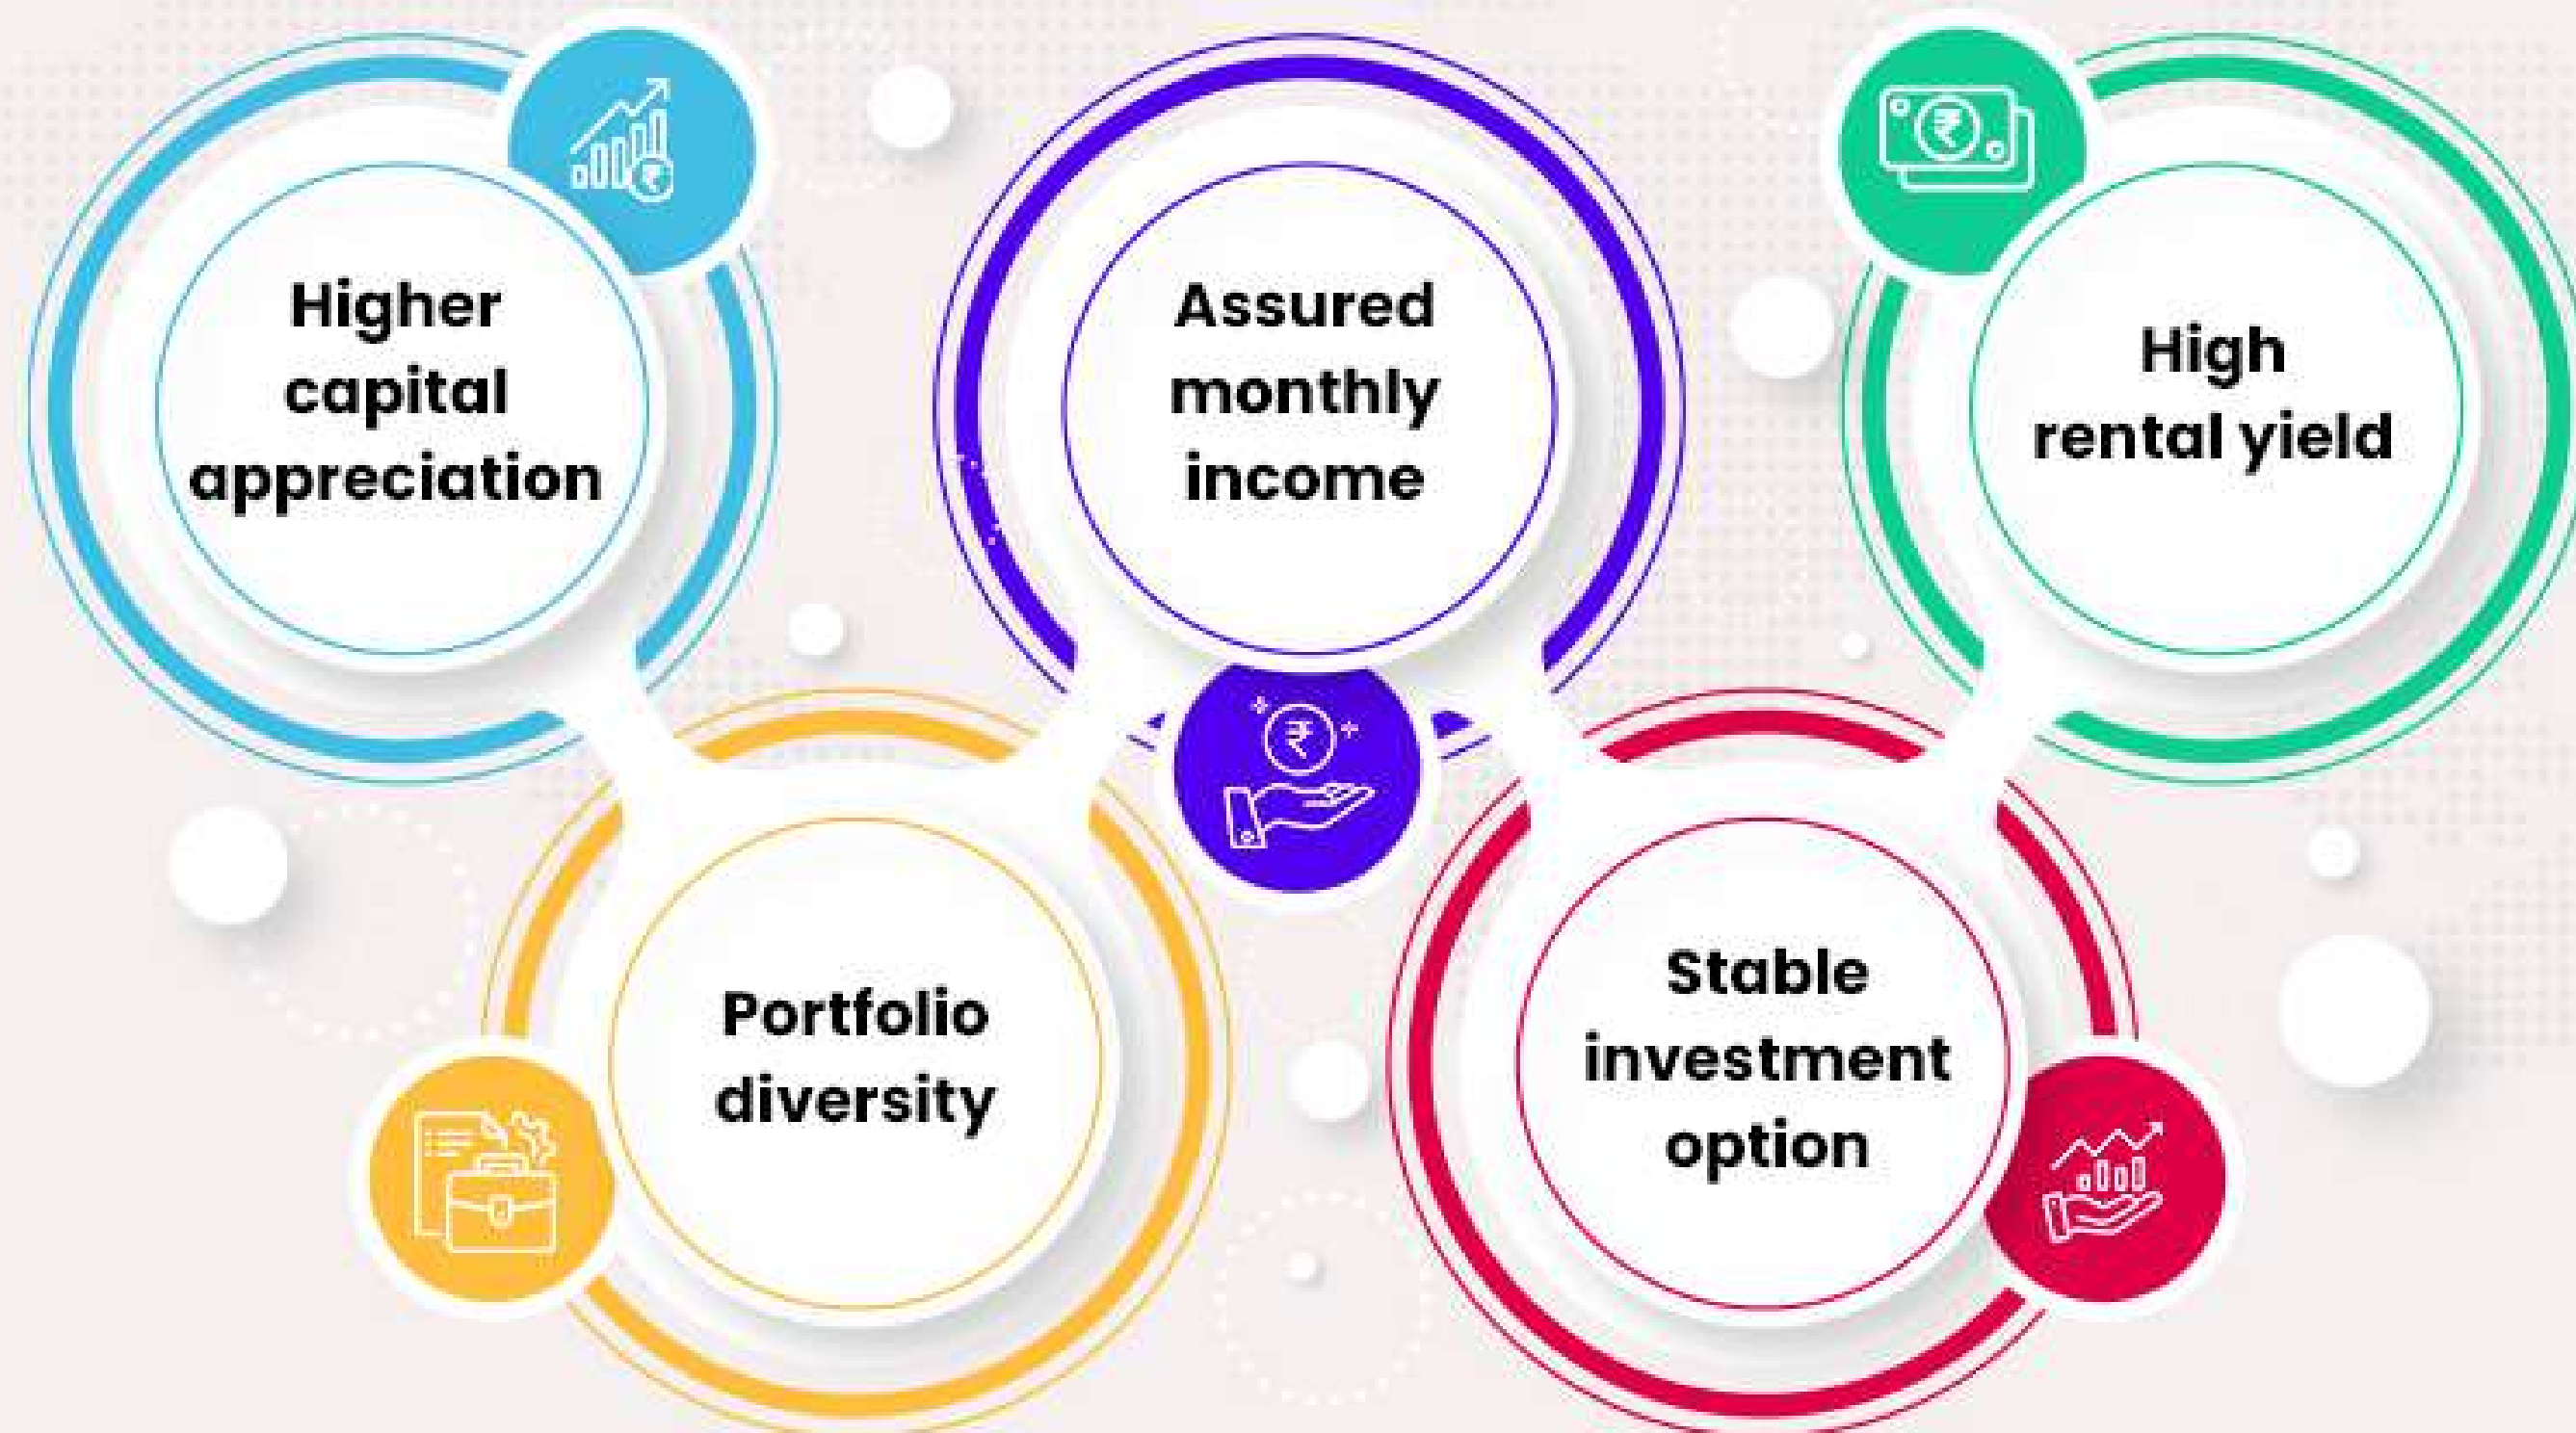 Higher
capital
appreciation
Portfolio
diversity
Assured
monthly
income
Stable
investment
option
High
rental yield